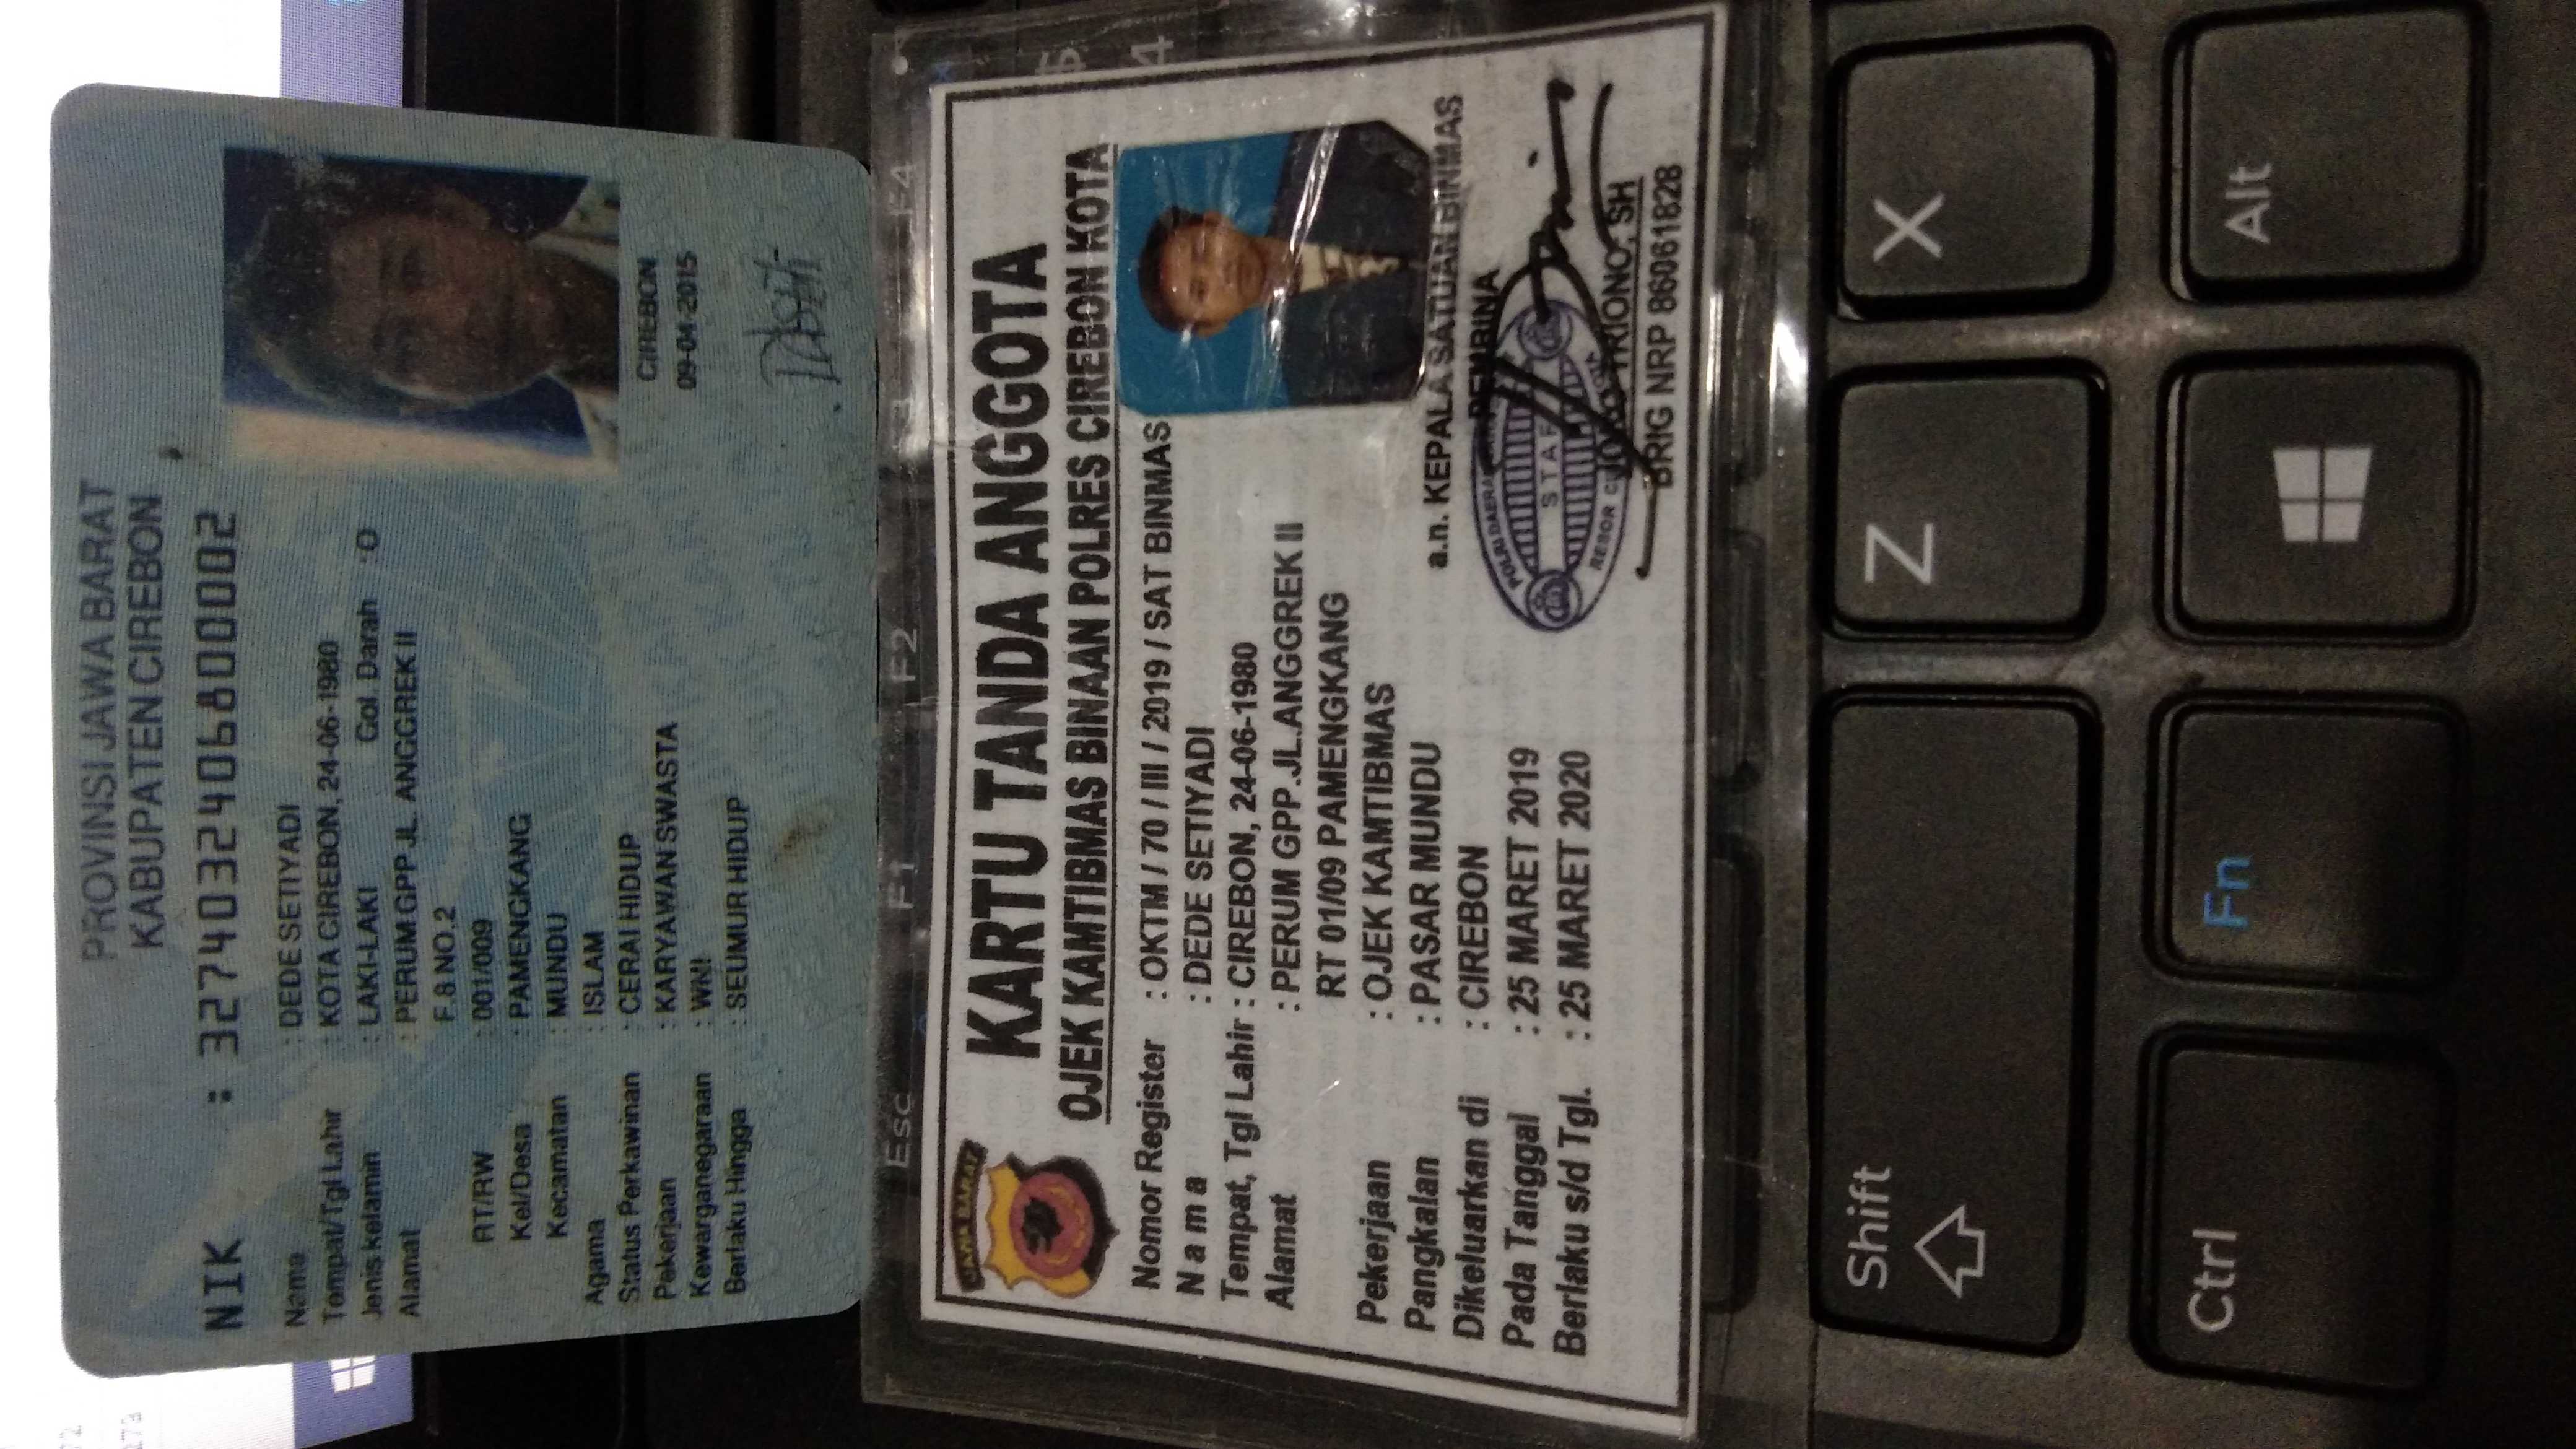 PROVINSI JAWA BARAT
KABUPATEN CIREBON
NIK : 3274032406800002
Nama : DEDE SETIYADI
Tempat/Tgl Lahir : KOTA CIREBON, 24-06-1980
Jenis kelamin : LAKI-LAKI Gol. Darah :O
Alamat : PERUM GPP JL. ANGGREK II
F.8 NO.2
RT/RW : 001/009
Kel/Desa : PAMENGKANG
Kecamatan : MUNDU
Agama : ISLAM
Status Perkawinan : CERAI HIDUP
Pekerjaan : KARYAWAN SWASTA
Kewarganegaraan : WNI
Berlaku Hingga : SEUMUR HIDUP
CIREBON
09-04-2015
Esc F1 F2 F3 F4
$
4
JAWA BARAT
KARTU TANDA ANGGOTA
OJEK KAMTIBMAS BINAAN POLRES CIREBON KOTA
Nomor Register : OKTM / 70 / III / 2019 / SAT BINMAS
N a m a : DEDE SETIYADI
Tempat, Tgl Lahir : CIREBON, 24-06-1980
Alamat : PERUM GPP.JL.ANGGREK II
RT 01/09 PAMENGKANG
Pekerjaan : OJEK KAMTIBMAS
Pangkalan : PASAR MUNDU
Dikeluarkan di : CIREBON
Pada Tanggal : 25 MARET 2019
Berlaku s/d Tgl. : 25 MARET 2020
a.n. KEPALA SATUAN BINMAS
PEMBINA
POLRI DAERAH
STAF
RESOR
TRIONO, SH
BRIG NRP 86061828
Shift Z X
Ctrl Fn Alt